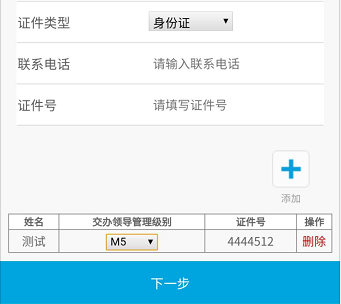 证件类型 身份证
联系电话 请输入联系电话
证件号 请填写证件号
添加
姓名 交办领导管理级别 证件号 操作
测试 M5 4444512 删除
下一步